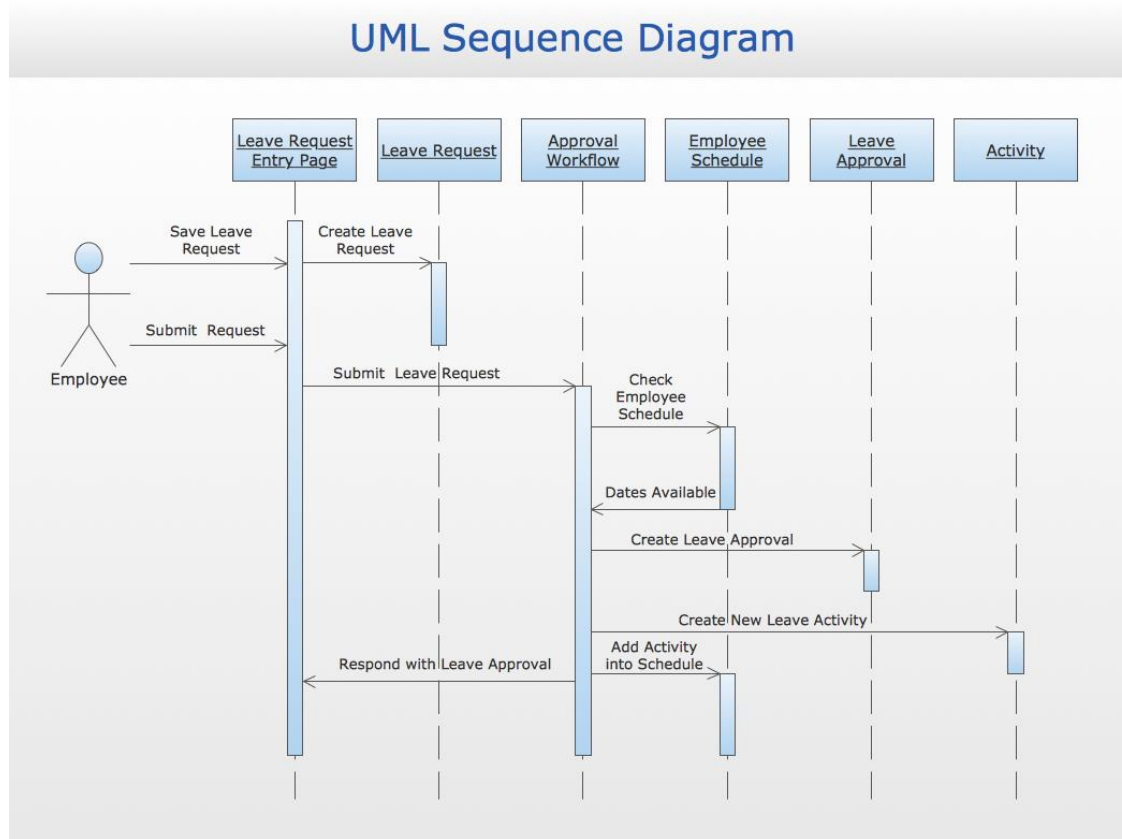 UML Sequence Diagram
Leave Request
Entry Page
Leave Request
Approval
Workflow
Employee
Schedule
Leave
Approval
Activity
Save Leave
Request
Create Leave
Request
Submit Request
Employee
Submit Leave Request
Check
Employee
Schedule
Dates Available
Create Leave Approval
Create New Leave Activity
Add Activity
into Schedule
Respond with Leave Approval